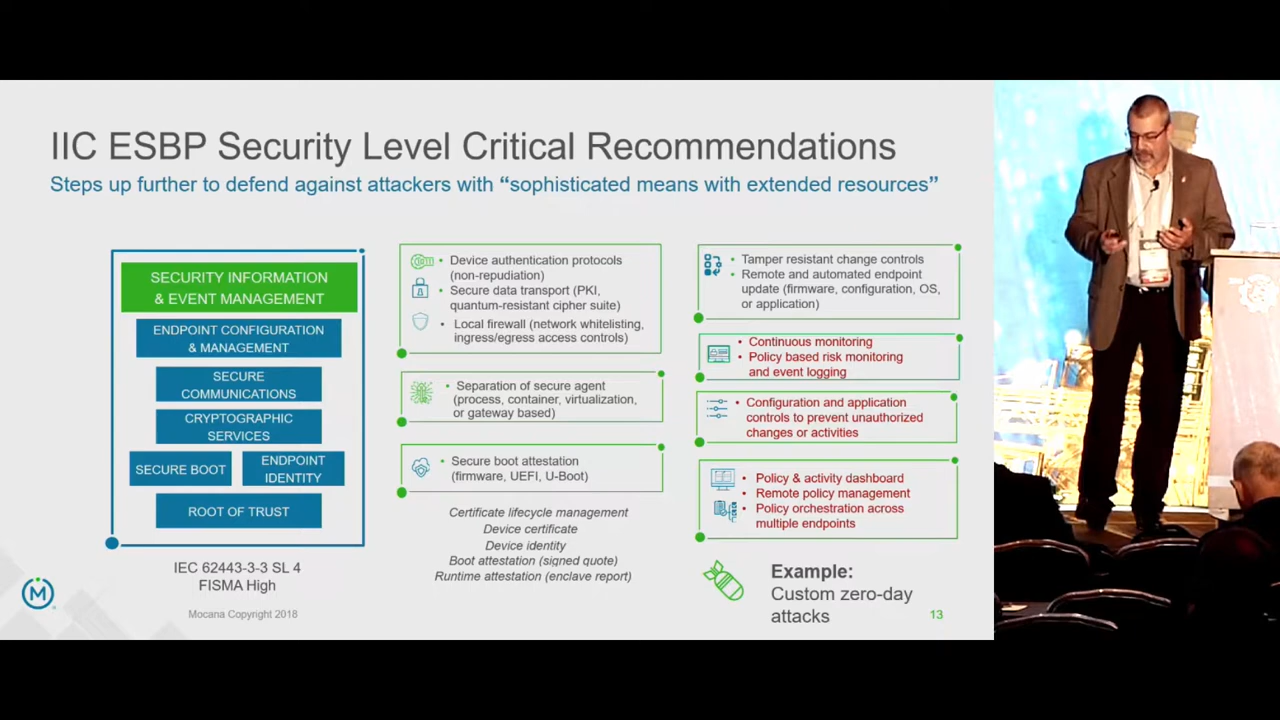 IIC ESBP Security Level Critical Recommendations
Steps up further to defend against attackers with “sophisticated means with extended resources”
SECURITY INFORMATION
& EVENT MANAGEMENT
ENDPOINT CONFIGURATION
& MANAGEMENT
SECURE
COMMUNICATIONS
CRYPTOGRAPHIC
SERVICES
SECURE BOOT
ENDPOINT
IDENTITY
ROOT OF TRUST
IEC 62443-3-3 SL 4
FISMA High
Mocana Copyright 2018
• Device authentication protocols
(non-repudiation)
• Secure data transport (PKI,
quantum-resistant cipher suite)
• Local firewall (network whitelisting,
ingress/egress access controls)
• Separation of secure agent
(process, container, virtualization,
or gateway based)
• Secure boot attestation
(firmware, UEFI, U-Boot)
Certificate lifecycle management
Device certificate
Device identity
Boot attestation (signed quote)
Runtime attestation (enclave report)
• Tamper resistant change controls
• Remote and automated endpoint
update (firmware, configuration, OS,
or application)
• Continuous monitoring
• Policy based risk monitoring
and event logging
• Configuration and application
controls to prevent unauthorized
changes or activities
• Policy & activity dashboard
• Remote policy management
• Policy orchestration across
multiple endpoints
Example:
Custom zero-day
attacks
13
M